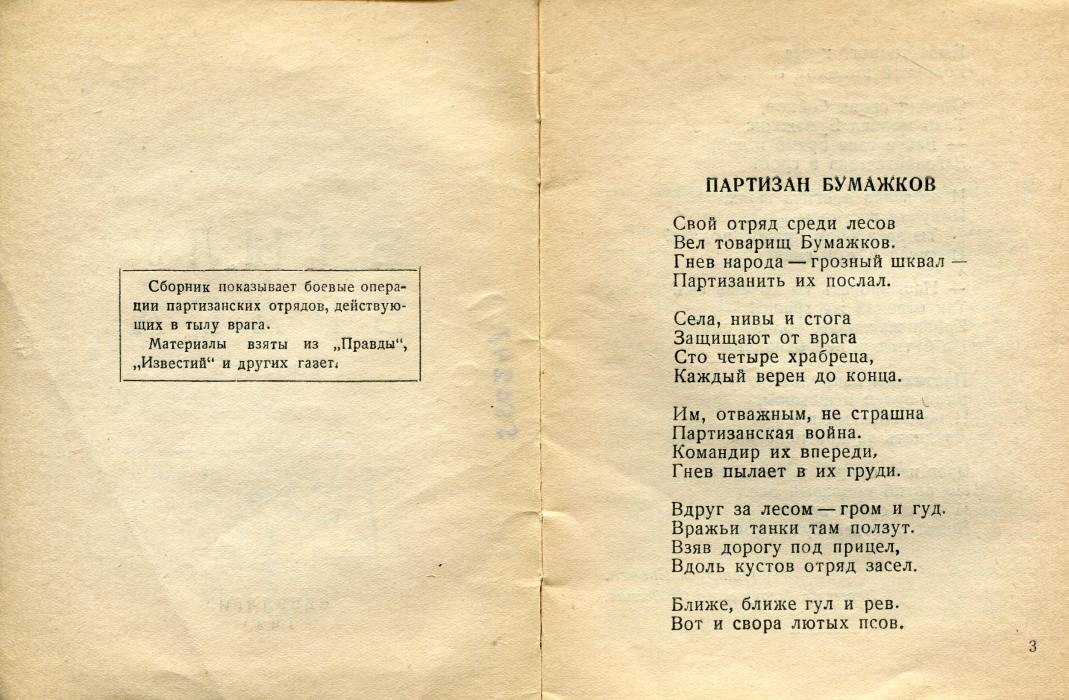 Сборник показывает боевые опера-
ции партизанских отрядов, действую-
щих в тылу врага.
Материалы взяты из „Правды“,
„Известий“ и других газет.
ПАРТИЗАН БУМАЖКОВ
Свой отряд среди лесов
Вел товарищ Бумажков.
Гнев народа — грозный шквал —
Партизанить их послал.
Села, нивы и стога
Защищают от врага
Сто четыре храбреца,
Каждый верен до конца.
Им, отважным, не страшна
Партизанская война.
Командир их впереди,
Гнев пылает в их груди.
Вдруг за лесом — гром и гуд.
Вражьи танки там ползут.
Взяв дорогу под прицел,
Вдоль кустов отряд засел.
Ближе, ближе гул и рев.
Вот и свора лютых псов.
3